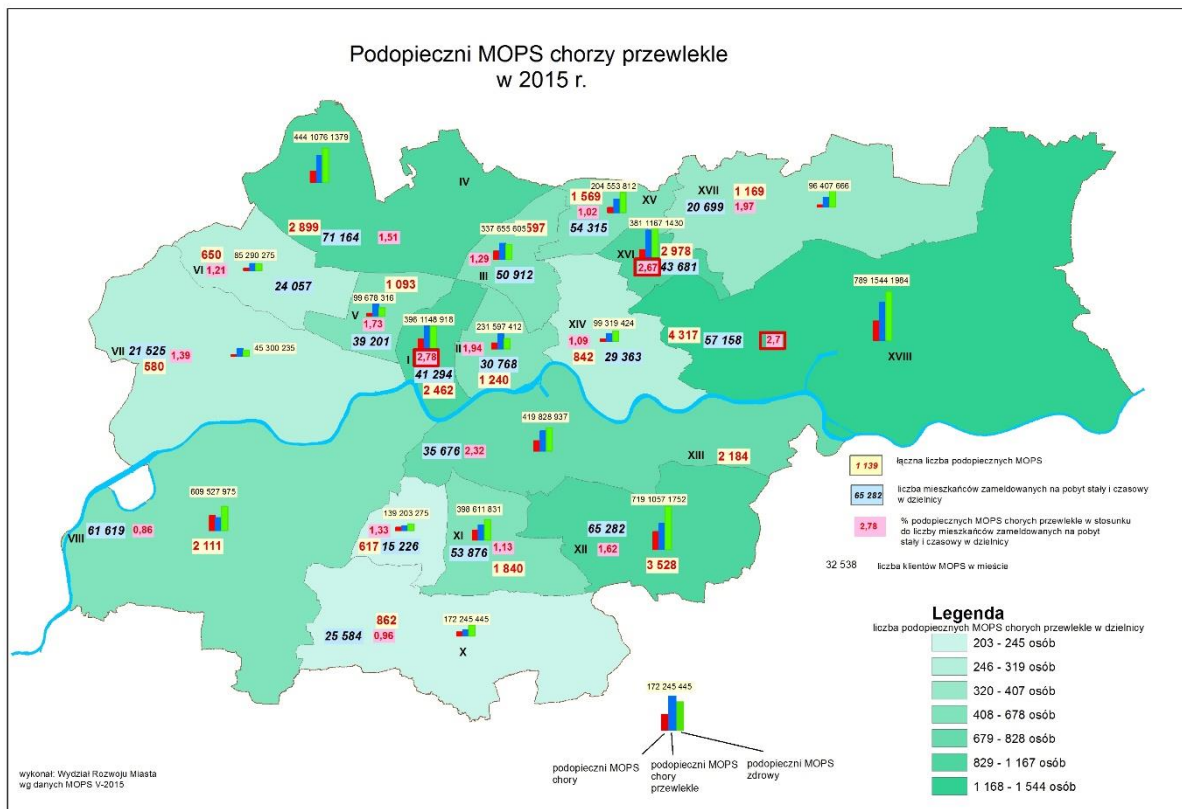 Podopieczni MOPS chorzy przewlekle
w 2015 r.
444 1076 1379
IV
2 899
71 164
1,51
650
85 290 275
VI 1,21
24 057
1 093
99 678 316
V
1,73
39 201
VII 21 525 1,39
580
45 300 235
396 1148 918
I
2,78
41 294
2 462
231 597 412
II 1,94
30 768
1 240
337 655 605
597
1,29
III 50 912
204 553 812
1 569
XV
1,02
54 315
381 1167 1430
XVI
2 978
2,67
43 681
XVII 1 169
20 699 1,97
96 407 666
XIV
99 319 424
1,09
842
29 363
4 317
57 158
2,7
789 1544 1984
XVIII
419 828 937
35 676 2,32
XIII 2 184
609 527 975
VIII 61 619 0,86
2 111
139 203 275
1,33
617 15 226
398 611 831
XI
53 876 1,13
1 840
719 1057 1752
65 282
XII 1,62
3 528
862
25 584 0,96
172 245 445
X
1 139 łączna liczba podopiecznych MOPS
65 282 liczba mieszkańców zameldowanych na pobyt stały i czasowy
w dzielnicy
2,78 % podopiecznych MOPS chorych przewlekle w stosunku
do liczby mieszkańców zameldowanych na pobyt
stały i czasowy w dzielnicy
32 538 liczba klientów MOPS w mieście
Legenda
liczba podopiecznych MOPS chorych przewlekle w dzielnicy
203 - 245 osób
246 - 319 osób
320 - 407 osób
408 - 678 osób
679 - 828 osób
829 - 1 167 osób
1 168 - 1 544 osób
172 245 445
podopieczni MOPS
chory
podopieczni MOPS
chory
przewlekle
podopieczni MOPS
zdrowy
wykonał: Wydział Rozwoju Miasta
wg danych MOPS V-2015